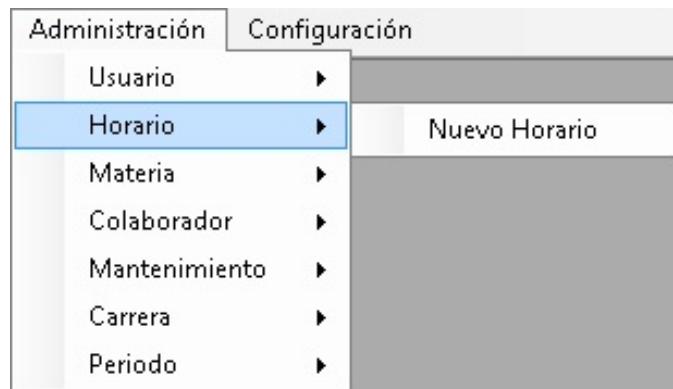 Administración Configuración
Usuario
Horario
Nuevo Horario
Materia
Colaborador
Mantenimiento
Carrera
Periodo